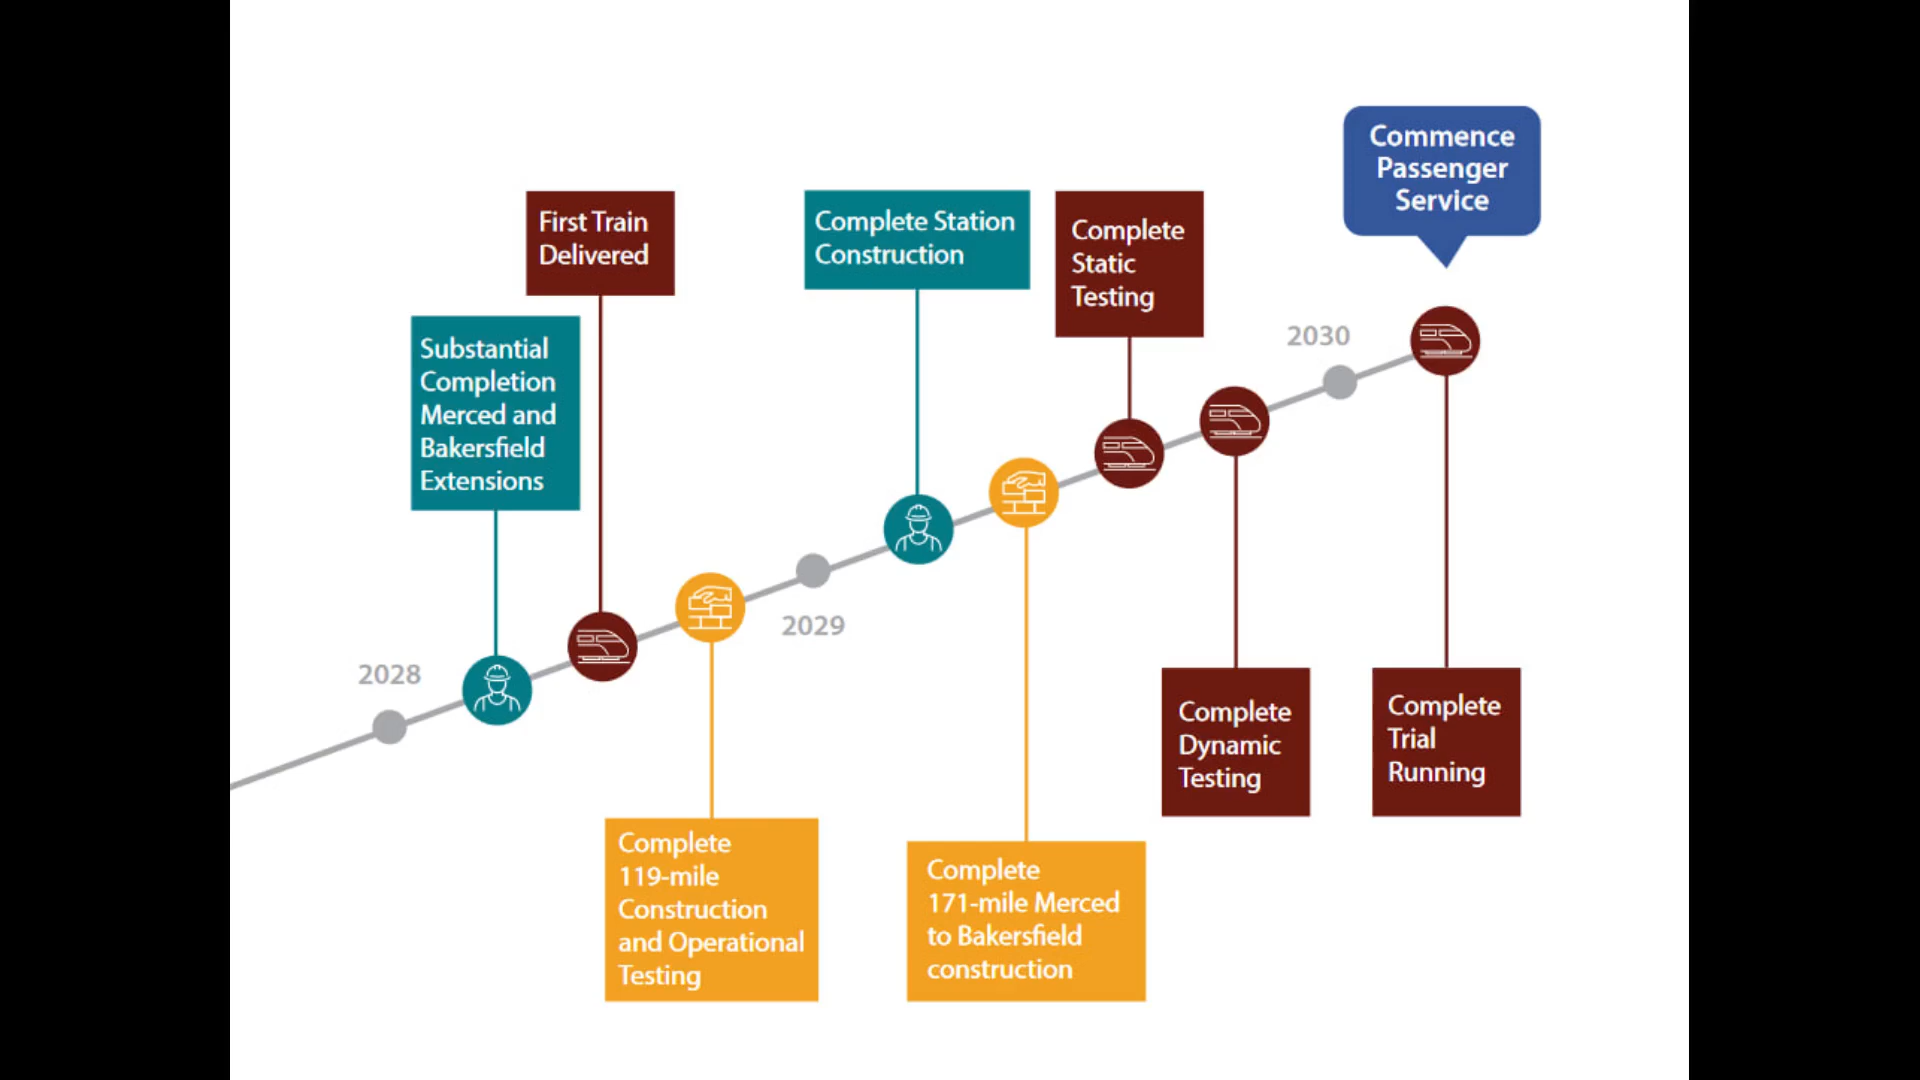 Commence
Passenger
Service
First Train
Delivered
Complete Station
Construction
Complete
Static
Testing
Substantial
Completion
Merced and
Bakersfield
Extensions
2030
2029
2028
Complete
Dynamic
Testing
Complete
Trial
Running
Complete
119-mile
Construction
and Operational
Testing
Complete
171-mile Merced
to Bakersfield
construction